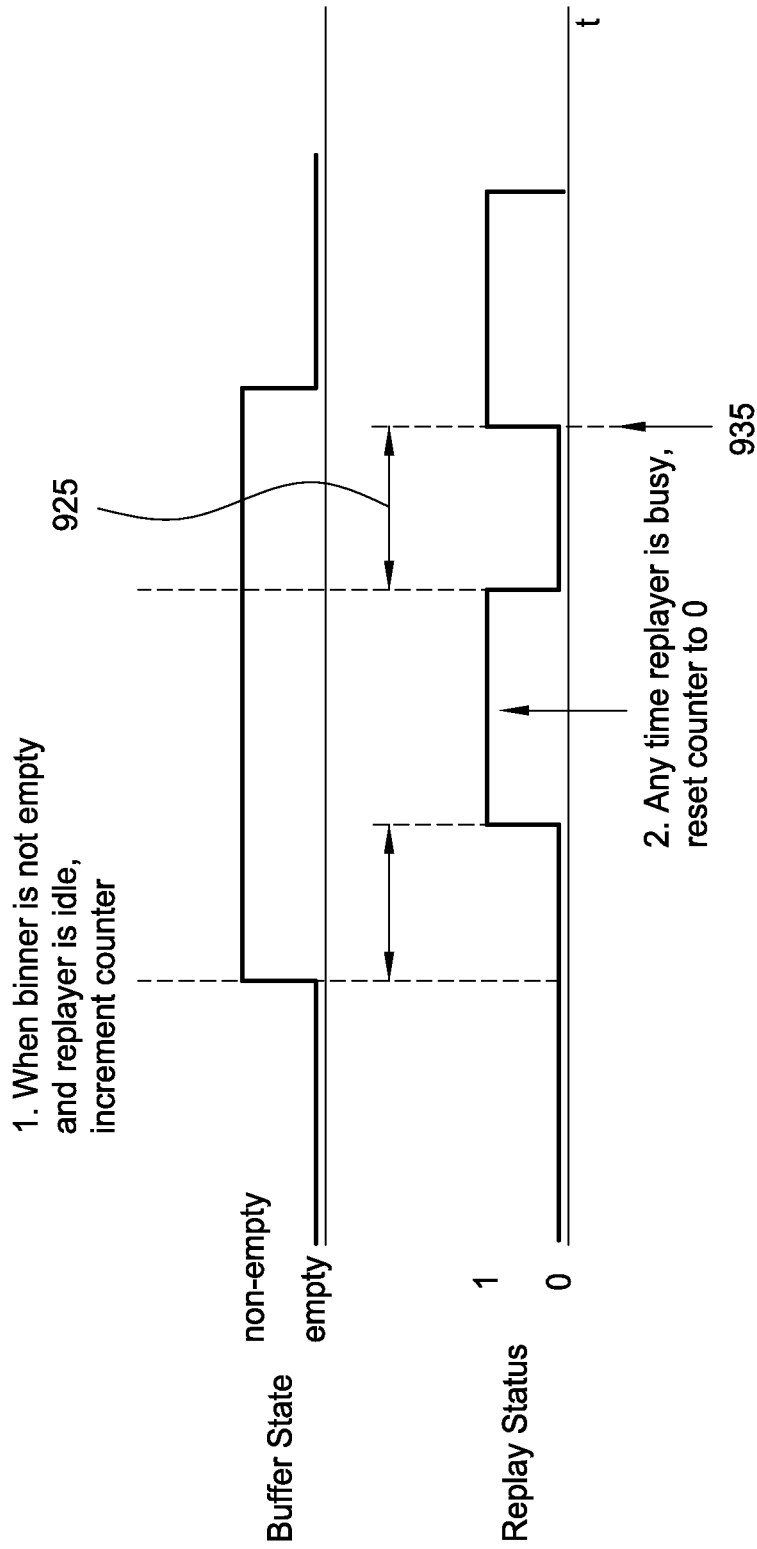 1. When binner is not empty
and replayer is idle,
increment counter
925
Buffer State
non-empty
empty
Replay Status
1
0
t
2. Any time replayer is busy,
reset counter to 0
935